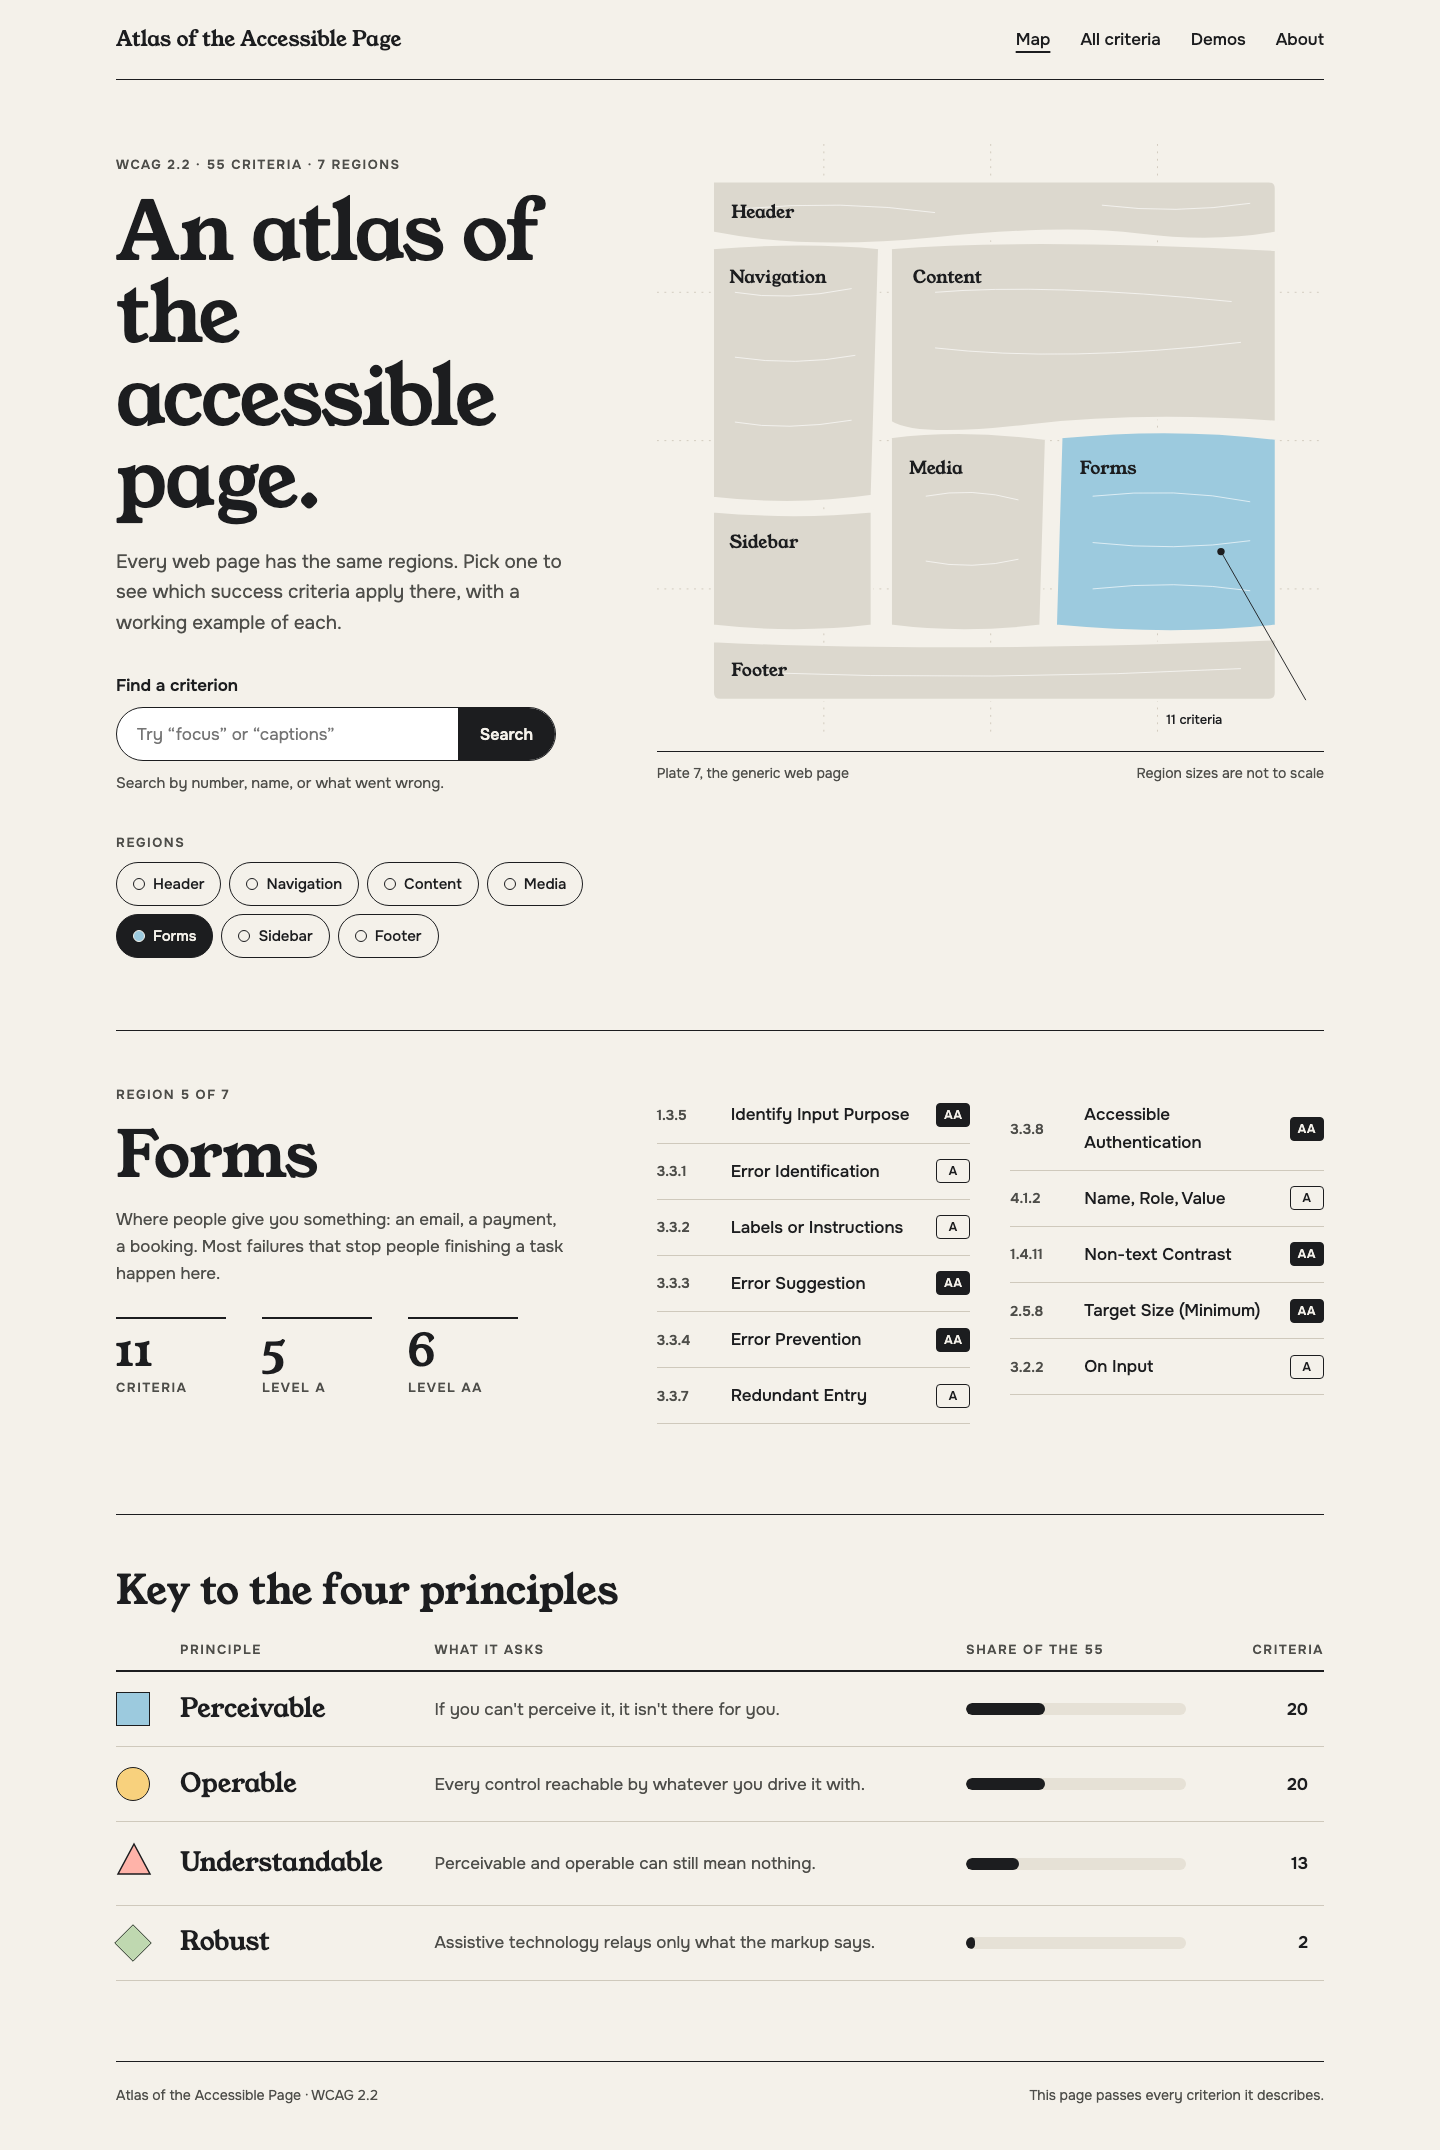 Atlas of the Accessible Page
Map All criteria Demos About
WCAG 2.2 · 55 CRITERIA · 7 REGIONS
An atlas of
the
accessible
page.
Every web page has the same regions. Pick one to
see which success criteria apply there, with a
working example of each.
Find a criterion
Try “focus” or “captions” Search
Search by number, name, or what went wrong.
REGIONS
Header Navigation Content Media
Forms Sidebar Footer
Header
Navigation Content
Media Forms
Sidebar
Footer
11 criteria
Plate 7, the generic web page Region sizes are not to scale
REGION 5 OF 7
Forms
Where people give you something: an email, a payment,
a booking. Most failures that stop people finishing a task
happen here.
11 5 6
CRITERIA LEVEL A LEVEL AA
1.3.5 Identify Input Purpose AA
3.3.1 Error Identification A
3.3.2 Labels or Instructions A
3.3.3 Error Suggestion AA
3.3.4 Error Prevention AA
3.3.7 Redundant Entry A
3.3.8 Accessible
Authentication AA
4.1.2 Name, Role, Value A
1.4.11 Non-text Contrast AA
2.5.8 Target Size (Minimum) AA
3.2.2 On Input A
Key to the four principles
PRINCIPLE WHAT IT ASKS SHARE OF THE 55 CRITERIA
Perceivable If you can't perceive it, it isn't there for you. 20
Operable Every control reachable by whatever you drive it with. 20
Understandable Perceivable and operable can still mean nothing. 13
Robust Assistive technology relays only what the markup says. 2
Atlas of the Accessible Page · WCAG 2.2 This page passes every criterion it describes.